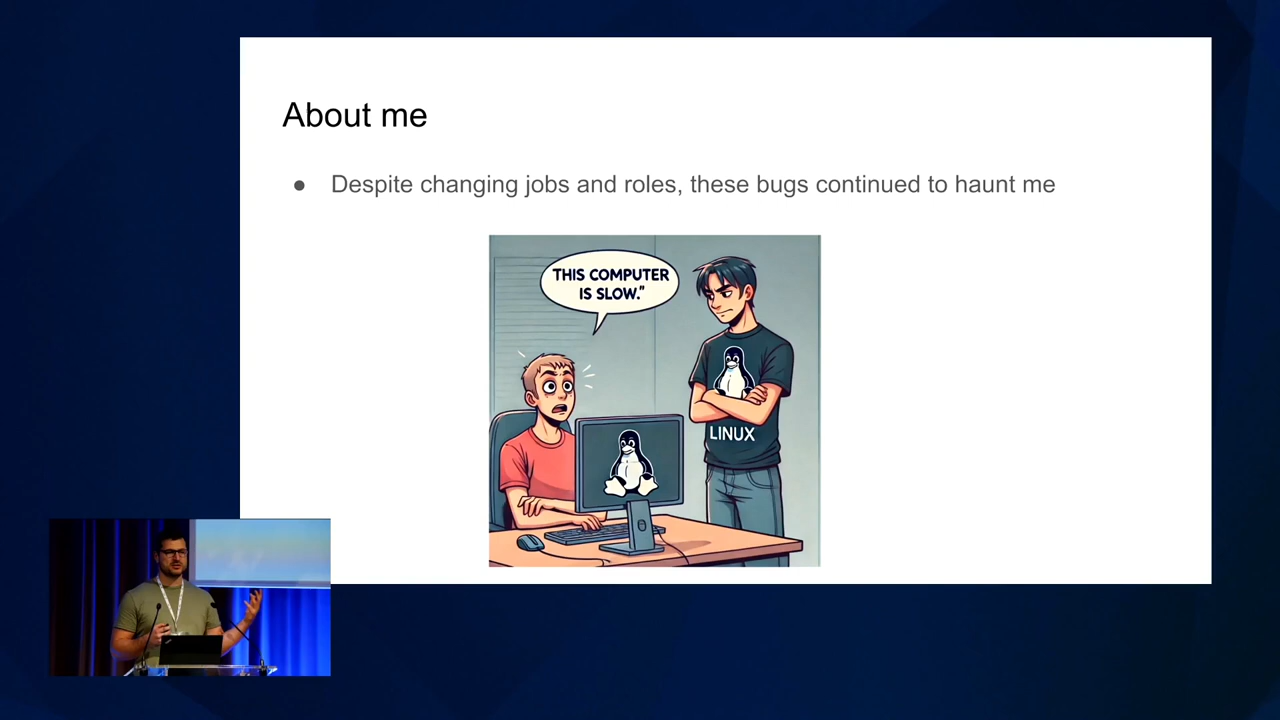 About me
● Despite changing jobs and roles, these bugs continued to haunt me
THIS COMPUTER
IS SLOW."
LINUX